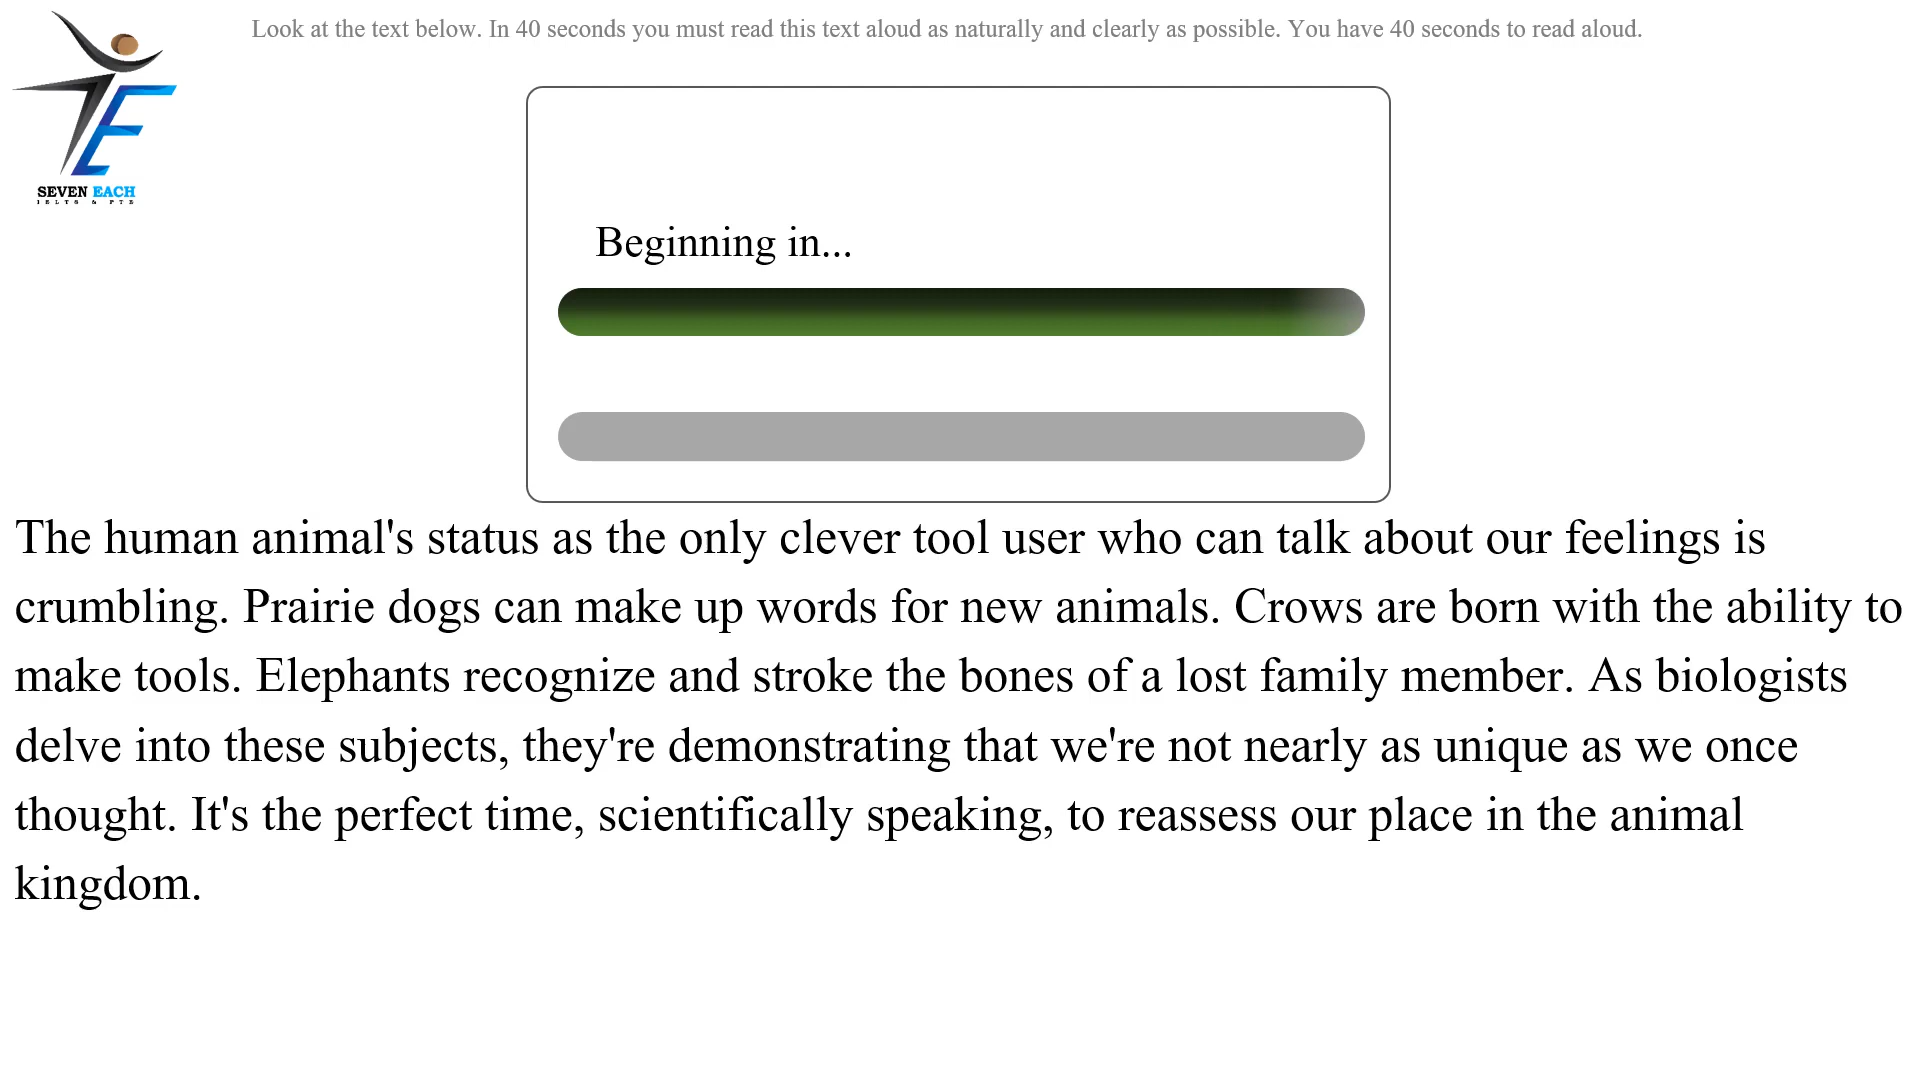 Look at the text below. In 40 seconds you must read this text aloud as naturally and clearly as possible. You have 40 seconds to read aloud.
SEVEN EACH
IELTS & PTE
Beginning in...
The human animal's status as the only clever tool user who can talk about our feelings is
crumbling. Prairie dogs can make up words for new animals. Crows are born with the ability to
make tools. Elephants recognize and stroke the bones of a lost family member. As biologists
delve into these subjects, they're demonstrating that we're not nearly as unique as we once
thought. It's the perfect time, scientifically speaking, to reassess our place in the animal
kingdom.